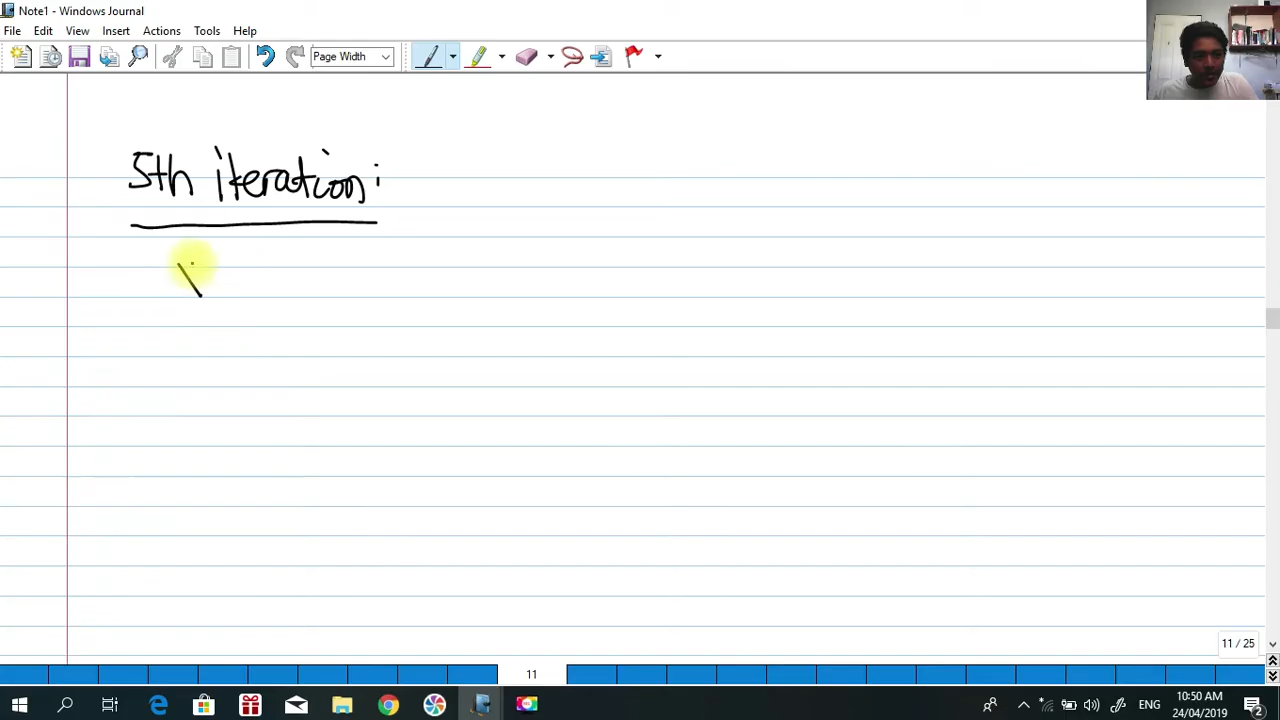 Note1 - Windows Journal
File Edit View Insert Actions Tools Help
Page Width
5th iteration:
11 / 25
11
ENG
10:50 AM
24/04/2019
2